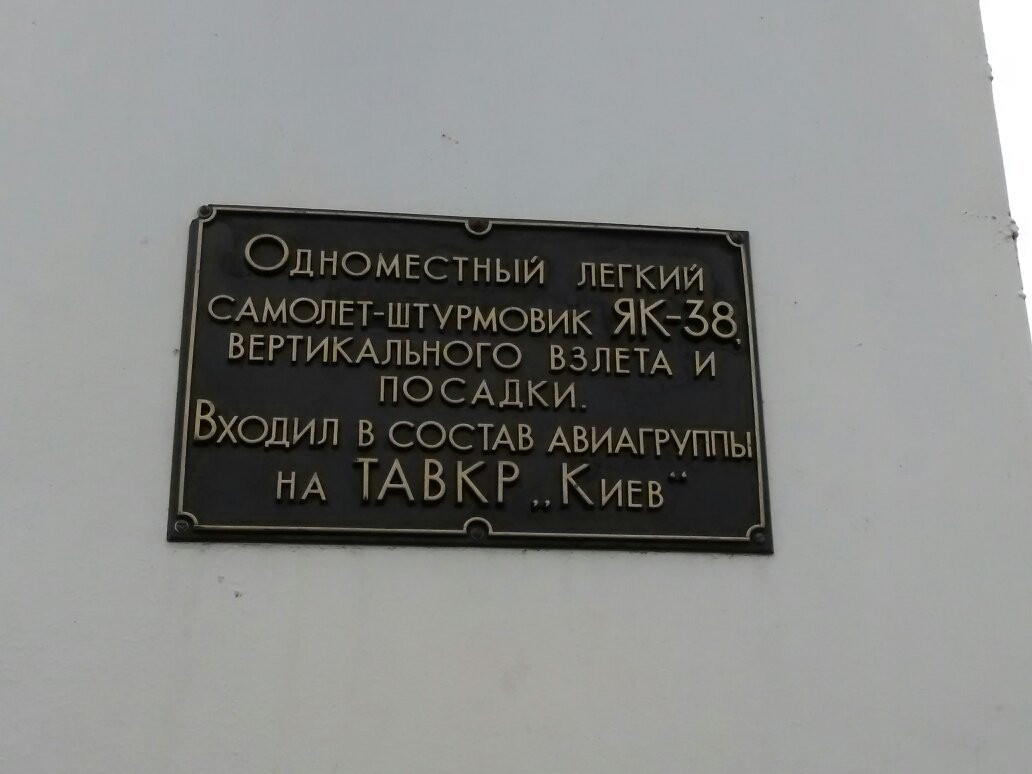 Одноместный легкий
самолет-штурмовик ЯК-38,
вертикального взлета и
посадки.
Входил в состав авиагруппы
на ТАВКР „Киев“